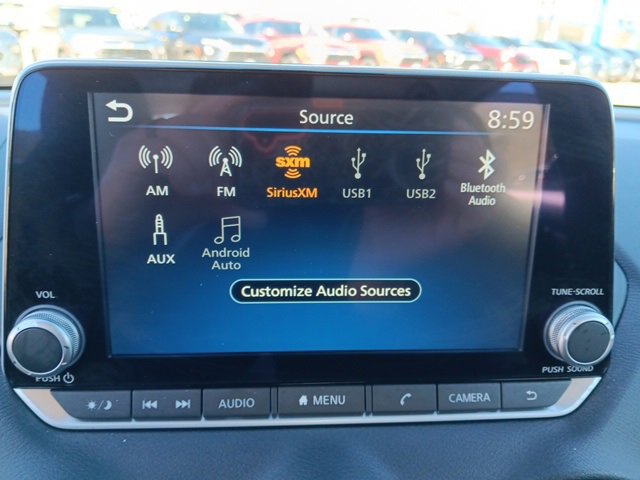 Source
8:59
AM
FM
sxm
SiriusXM
USB1
USB2
Bluetooth
Audio
AUX
Android
Auto
Customize Audio Sources
VOL
TUNE·SCROLL
PUSH
PUSH SOUND
AUDIO
MENU
CAMERA